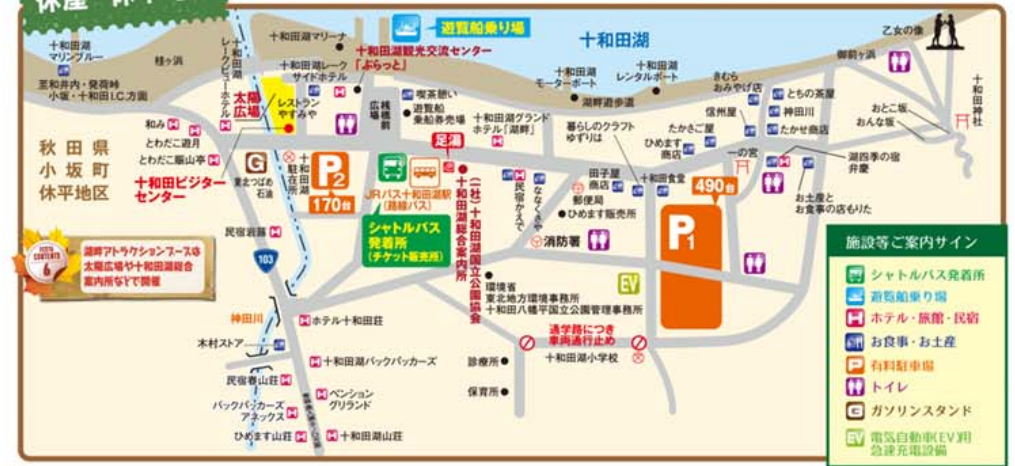 遊覧船乗り場
十和田湖
乙女の像
御前ヶ浜
十和田神社
おとこ坂
おんな坂
十和田湖
マリンブルー
桂ヶ浜
至和井内・発荷峠
小坂・十和田I.C.方面
十和田湖
レークビューホテル
十和田湖マリーナ
十和田湖観光交流センター
「ぷらっと」
十和田湖レーク
サイドホテル
太陽
広場
レストラン
やすみや
桟橋前
広場
喫茶憩い
遊覧船
乗船券売場
十和田湖
モーターボート
十和田湖
レンタルボート
湖畔遊歩道
十和田湖グランド
ホテル「湖畔」
暮らしのクラフト
ゆずりは
きむら
おみやげ店
信州屋
たかさご屋
ひめます
商店
とちの茶屋
神田川
たかせ商店
一の宮
湖四季の宿
弁慶
お土産と
お食事の店もりた
和み
とわだこ遊月
とわだこ賑山亭
十和田ビジター
センター
秋田県
小坂町
休平地区
東北つばめ
石油
十和田湖
駐在所
P2
170台
JRバス十和田湖駅
(路線バス)
シャトルバス
発着所
(チケット販売所)
足湯
(一社)十和田湖国立公園協会
十和田湖総合案内所
民宿かえで
ななくさや
田子屋
商店
郵便局
ひめます販売所
十和田食堂
消防署
490台
P1
EV
環境省
東北地方環境事務所
十和田八幡平国立公園管理事務所
通学路につき
車両通行止め
十和田湖小学校
診療所
保育所
民宿岩藤
103
6
湖畔アトラクションブースは
太陽広場や十和田湖総合
案内所などで開催
神田川
木村ストア
ホテル十和田荘
十和田湖バックパッカーズ
民宿春山荘
ペンション
グリランド
バックパッカーズ
アネックス
ひめます山荘
十和田湖山荘
施設等ご案内サイン
シャトルバス発着所
遊覧船乗り場
H ホテル・旅館・民宿
お食事・お土産
P 有料駐車場
トイレ
G ガソリンスタンド
EV 電気自動車(EV)用
急速充電設備